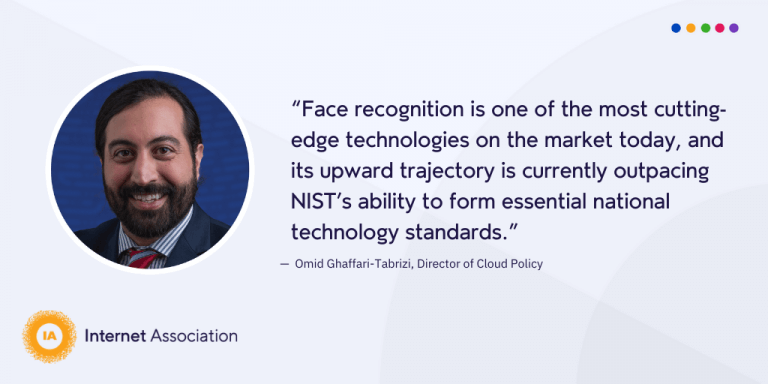 “Face recognition is one of the most cutting-
edge technologies on the market today, and
its upward trajectory is currently outpacing
NIST’s ability to form essential national
technology standards.”
— Omid Ghaffari-Tabrizi, Director of Cloud Policy
IA Internet Association